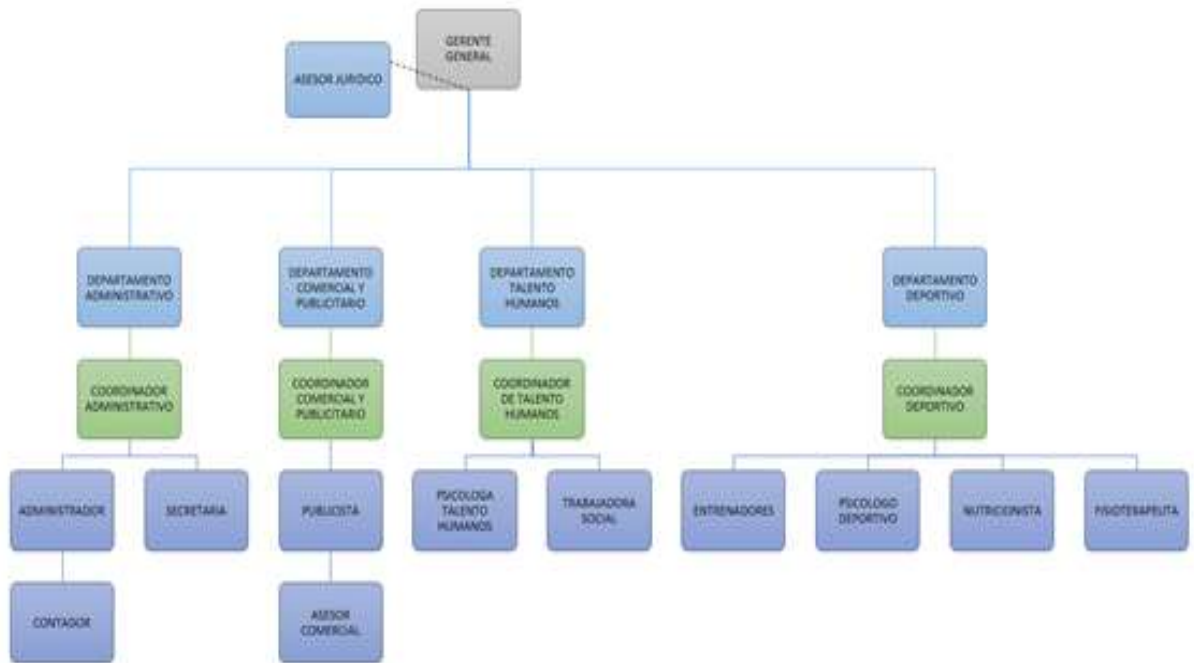 GERENTE
GENERAL
ASESOR JURIDICO
DEPARTAMENTO
ADMINISTRATIVO
DEPARTAMENTO
COMERCIAL Y
PUBLICITARIO
DEPARTAMENTO
TALENTO
HUMANOS
DEPARTAMENTO
DEPORTIVO
COORDINADOR
ADMINISTRATIVO
COORDINADOR
COMERCIAL Y
PUBLICITARIO
COORDINADOR
DE TALENTO
HUMANOS
COORDINADOR
DEPORTIVO
ADMINISTRADOR
SECRETARIA
PUBLICISTA
PSICOLOGA
TALENTO
HUMANOS
TRABAJADORA
SOCIAL
ENTRENADORES
PSICOLOGO
DEPORTIVO
NUTRICIONISTA
FISIOTERAPEUTA
CONTADOR
ASESOR
COMERCIAL